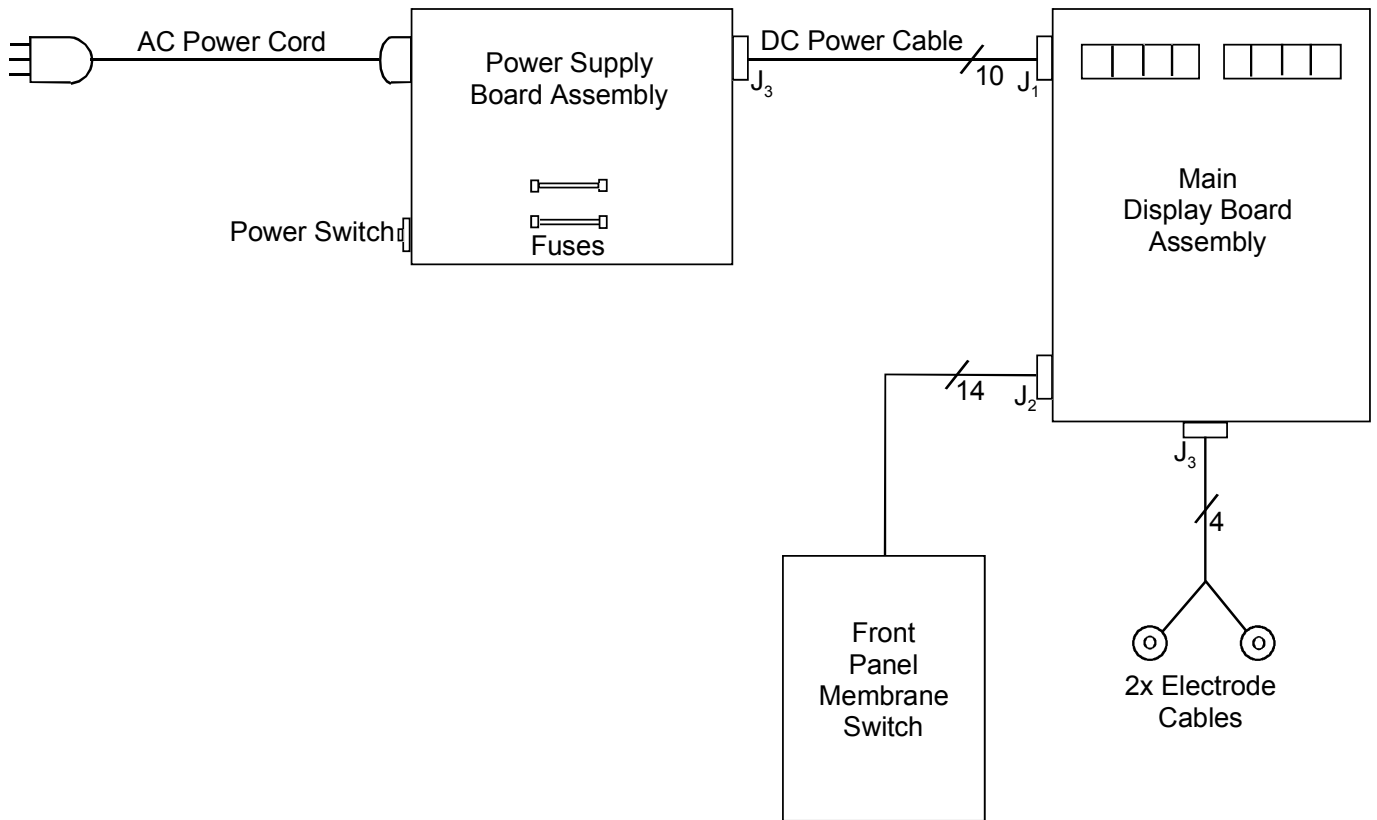 AC Power Cord
Power Supply
Board Assembly
J3
DC Power Cable
10
J1
Main
Display Board
Assembly
Power Switch
Fuses
14
J2
J3
4
Front
Panel
Membrane
Switch
2x Electrode
Cables